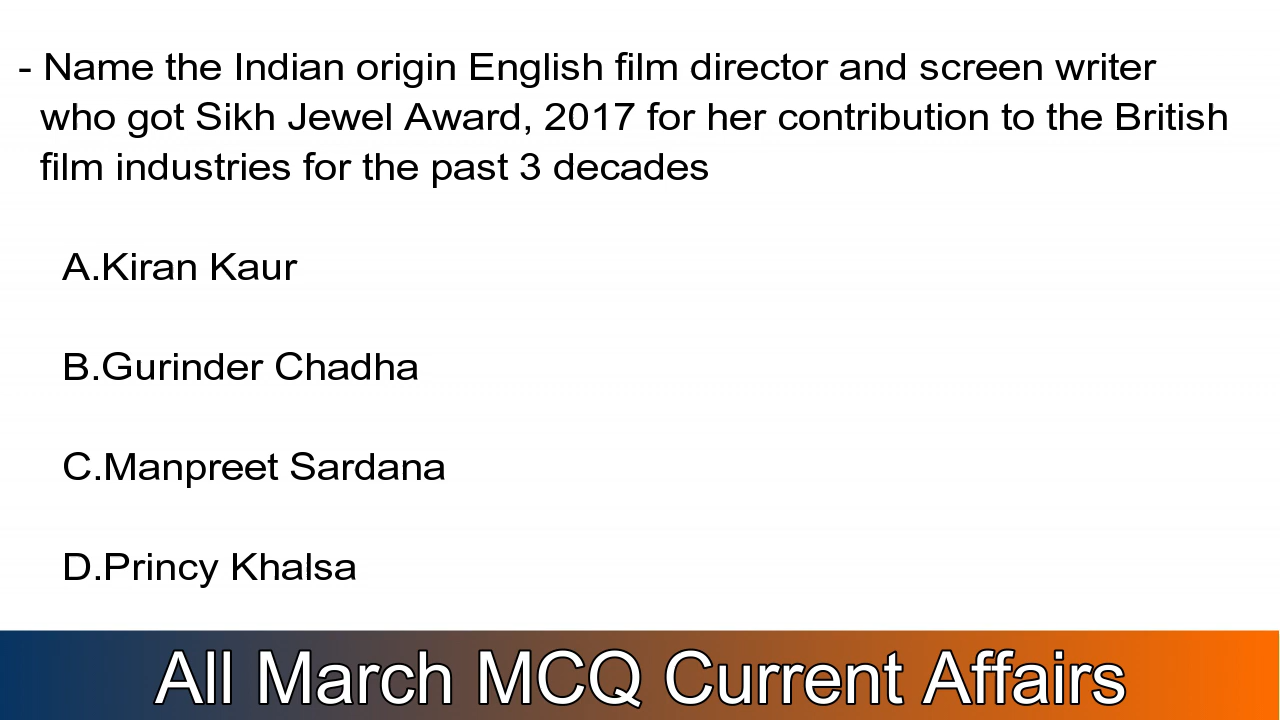 - Name the Indian origin English film director and screen writer
who got Sikh Jewel Award, 2017 for her contribution to the British
film industries for the past 3 decades
A.Kiran Kaur
B.Gurinder Chadha
C.Manpreet Sardana
D.Princy Khalsa
All March MCQ Current Affairs